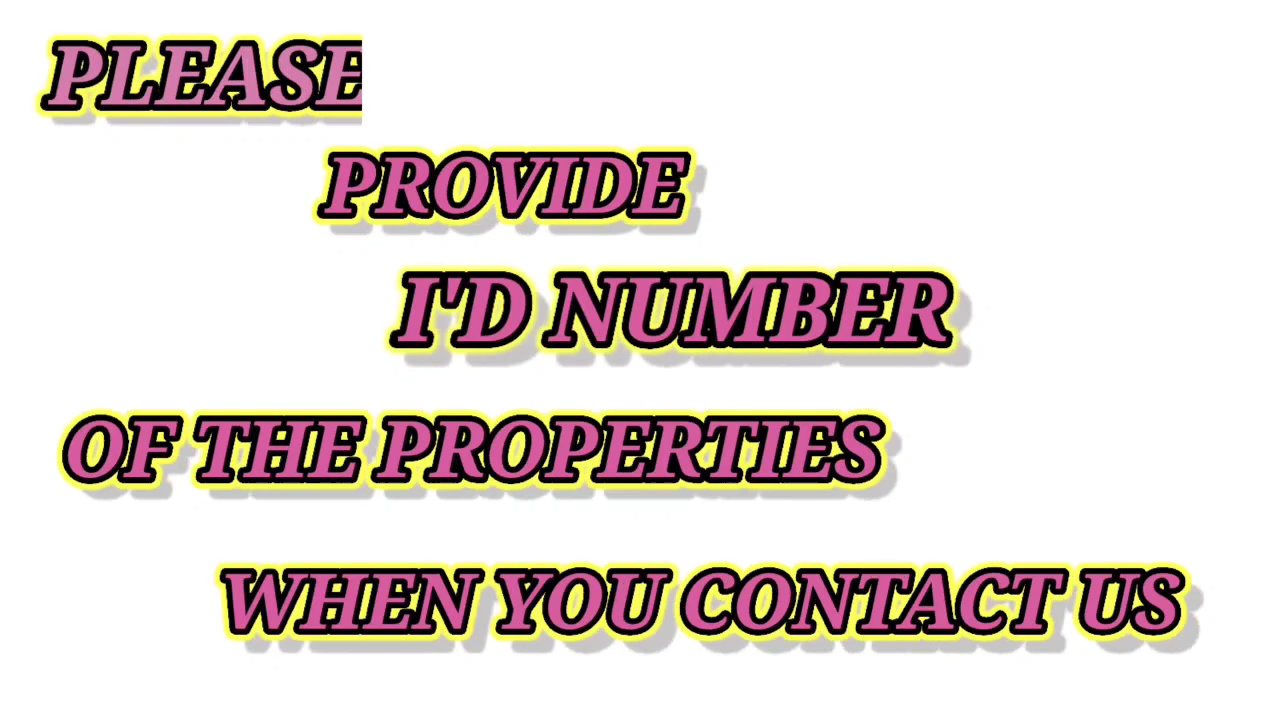 PLEASE
PROVIDE
I'D NUMBER
OF THE PROPERTIES
WHEN YOU CONTACT US